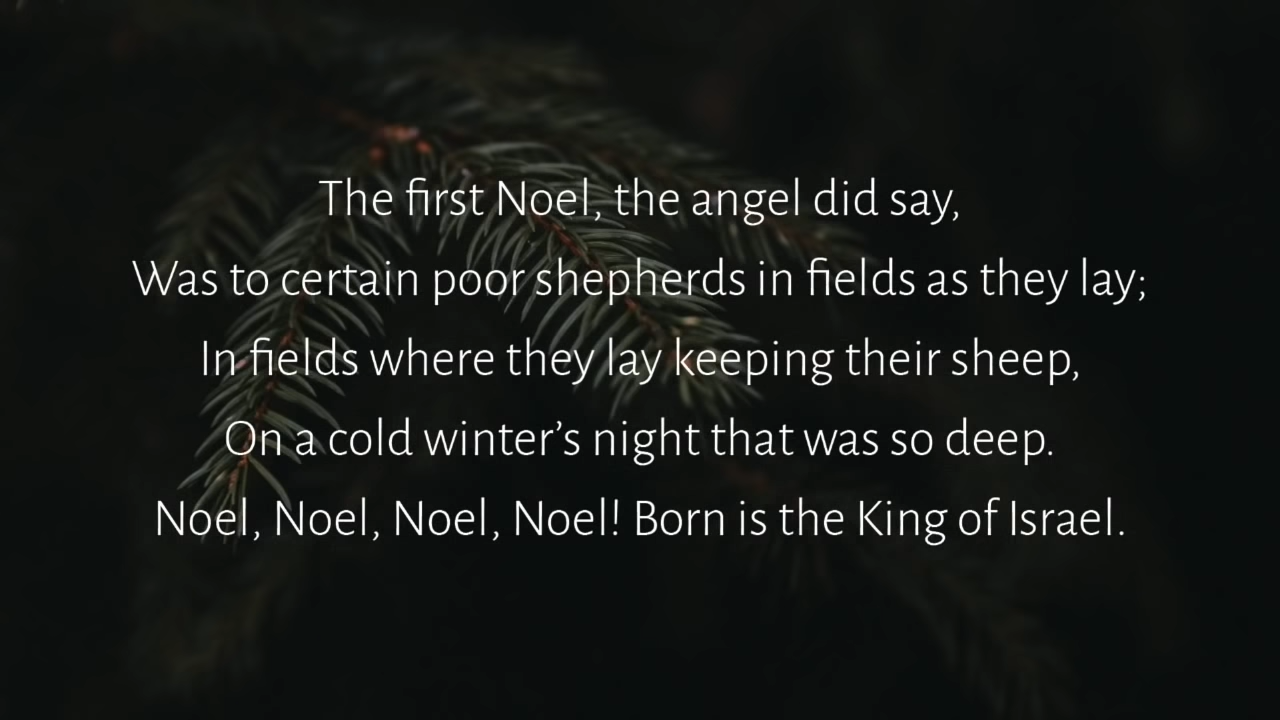 The first Noel, the angel did say,
Was to certain poor shepherds in fields as they lay;
In fields where they lay keeping their sheep,
On a cold winter’s night that was so deep.
Noel, Noel, Noel, Noel! Born is the King of Israel.